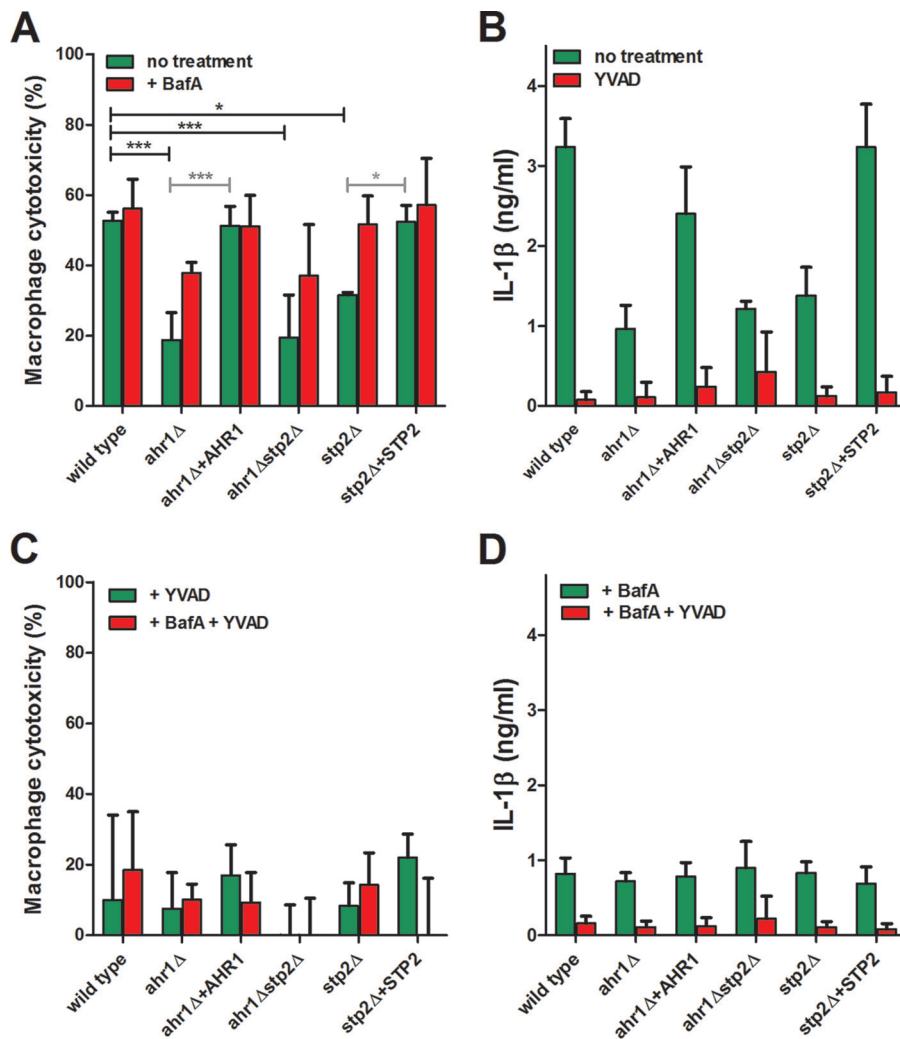 A
no treatment
+ BafA
Macrophage cytotoxicity (%)
100
80
60
40
20
0
*
***
***
***
*
wild type
ahr1Δ
ahr1Δ+AHR1
ahr1Δstp2Δ
stp2Δ
stp2Δ+STP2
B
no treatment
YVAD
IL-1β (ng/ml)
4
3
2
1
0
wild type
ahr1Δ
ahr1Δ+AHR1
ahr1Δstp2Δ
stp2Δ
stp2Δ+STP2
C
+ YVAD
+ BafA + YVAD
Macrophage cytotoxicity (%)
100
80
60
40
20
0
wild type
ahr1Δ
ahr1Δ+AHR1
ahr1Δstp2Δ
stp2Δ
stp2Δ+STP2
D
+ BafA
+ BafA + YVAD
IL-1β (ng/ml)
4
3
2
1
0
wild type
ahr1Δ
ahr1Δ+AHR1
ahr1Δstp2Δ
stp2Δ
stp2Δ+STP2